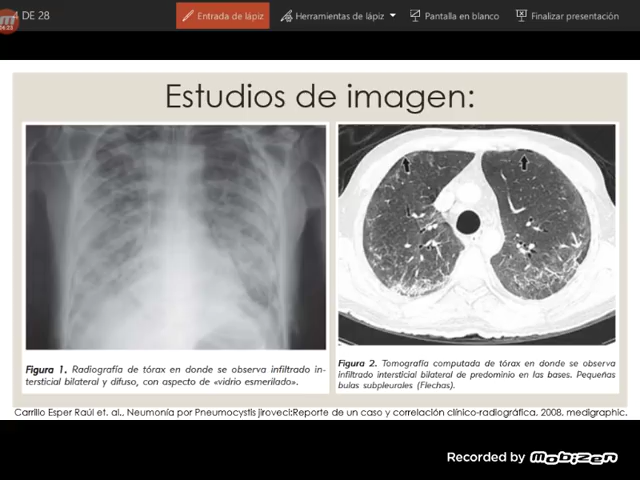 4 DE 28
Entrada de lápiz
Herramientas de lápiz
Pantalla en blanco
Finalizar presentación
Estudios de imagen:
Figura 1. Radiografía de tórax en donde se observa infiltrado in-
tersticial bilateral y difuso, con aspecto de «vidrio esmerilado».
Figura 2. Tomografía computada de tórax en donde se observa
infiltrado intersticial bilateral de predominio en las bases. Pequeñas
bulas subpleurales (Flechas).
Carrillo Esper Raúl et. al., Neumonía por Pneumocystis jiroveci:Reporte de un caso y correlación clínico-radiográfica, 2008. medigraphic.
Recorded by Mobizen